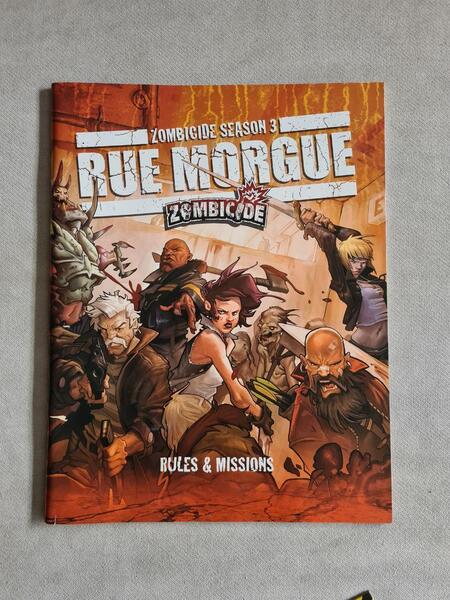 ZOMBICIDE SEASON 3
RUE MORGUE
ZOMBICIDE
RULES & MISSIONS